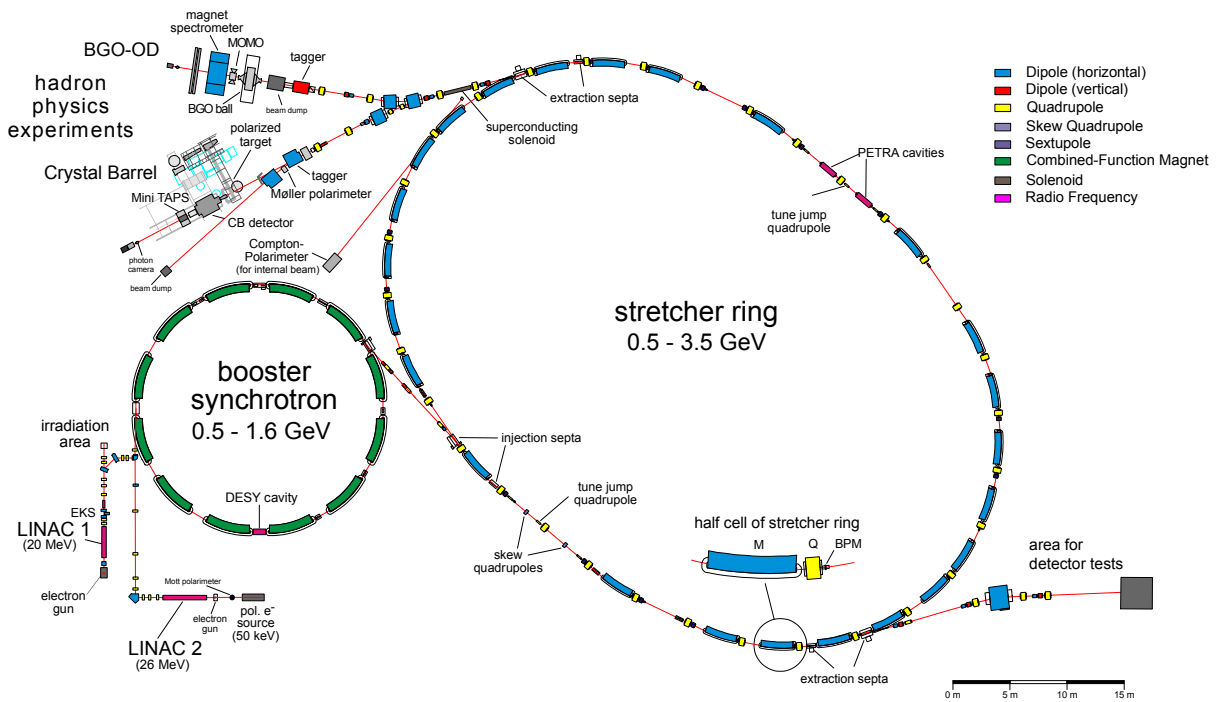 magnet
spectrometer
MOMO
BGO-OD
tagger
BGO ball
beam dump
hadron
physics
experiments
polarized
target
Crystal Barrel
tagger
Møller polarimeter
Mini TAPS
CB detector
photon
camera
beam dump
Compton-
Polarimeter
(for internal beam)
extraction septa
superconducting
solenoid
PETRA cavities
tune jump
quadrupole
Dipole (horizontal)
Dipole (vertical)
Quadrupole
Skew Quadrupole
Sextupole
Combined-Function Magnet
Solenoid
Radio Frequency
stretcher ring
0.5 - 3.5 GeV
booster
synchrotron
0.5 - 1.6 GeV
irradiation
area
DESY cavity
injection septa
tune jump
quadrupole
skew
quadrupoles
EKS
LINAC 1
(20 MeV)
electron
gun
Mott polarimeter
electron
gun
pol. e⁻
source
(50 keV)
LINAC 2
(26 MeV)
half cell of stretcher ring
M
Q
BPM
area for
detector tests
extraction septa
0 m
5 m
10 m
15 m